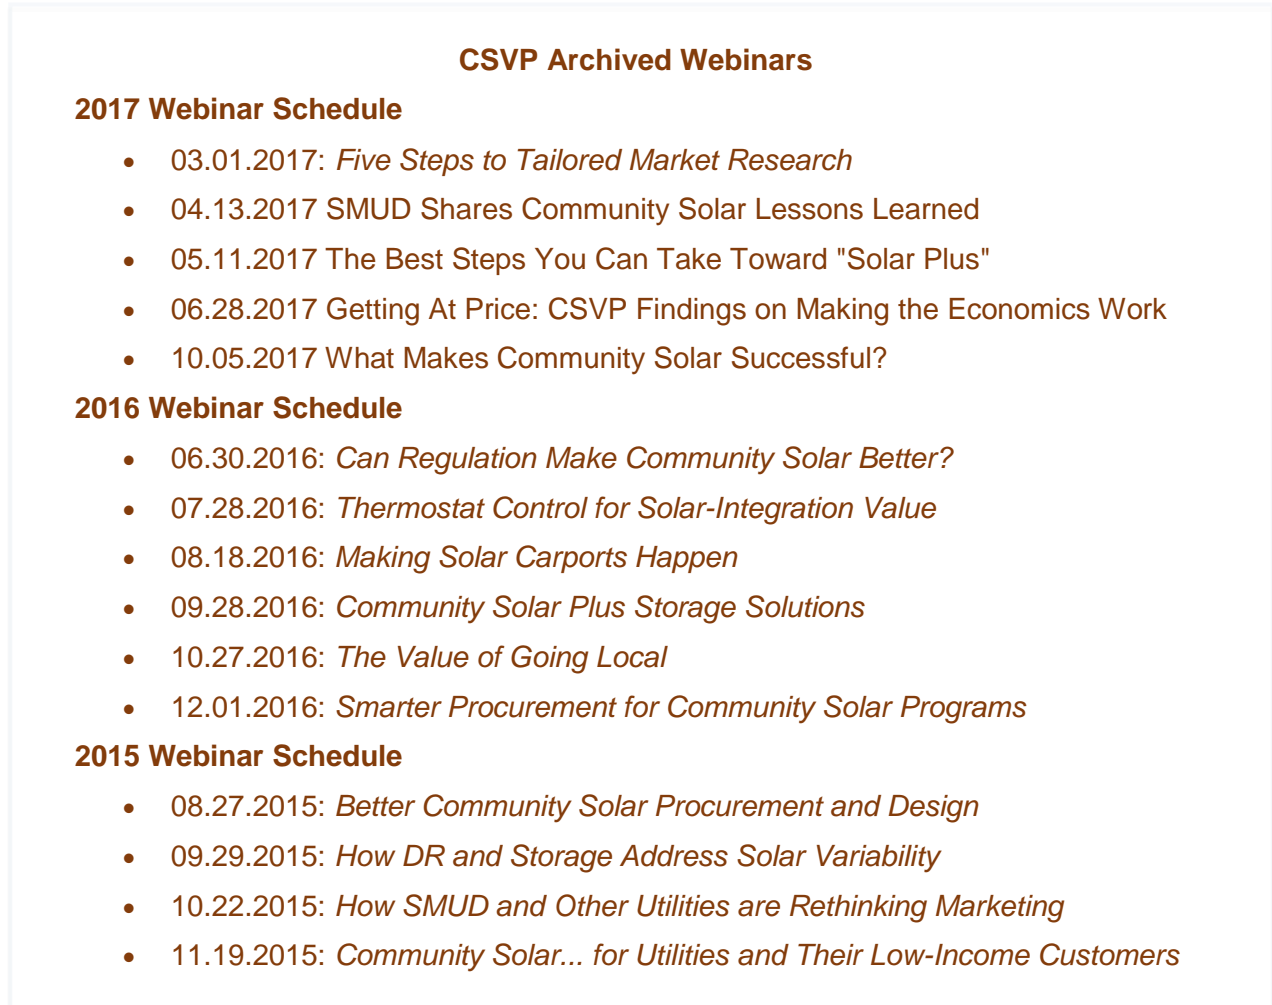 CSVP Archived Webinars
2017 Webinar Schedule
• 03.01.2017: Five Steps to Tailored Market Research
• 04.13.2017 SMUD Shares Community Solar Lessons Learned
• 05.11.2017 The Best Steps You Can Take Toward "Solar Plus"
• 06.28.2017 Getting At Price: CSVP Findings on Making the Economics Work
• 10.05.2017 What Makes Community Solar Successful?
2016 Webinar Schedule
• 06.30.2016: Can Regulation Make Community Solar Better?
• 07.28.2016: Thermostat Control for Solar-Integration Value
• 08.18.2016: Making Solar Carports Happen
• 09.28.2016: Community Solar Plus Storage Solutions
• 10.27.2016: The Value of Going Local
• 12.01.2016: Smarter Procurement for Community Solar Programs
2015 Webinar Schedule
• 08.27.2015: Better Community Solar Procurement and Design
• 09.29.2015: How DR and Storage Address Solar Variability
• 10.22.2015: How SMUD and Other Utilities are Rethinking Marketing
• 11.19.2015: Community Solar... for Utilities and Their Low-Income Customers